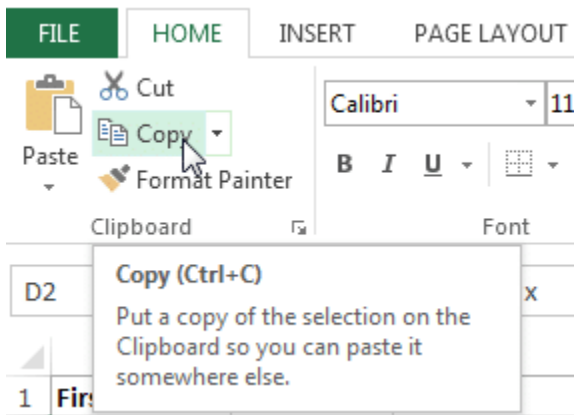 FILE HOME INSERT PAGE LAYOUT
Cut
Calibri 11
Copy
Paste
B I U
Format Painter
Clipboard Font
Copy (Ctrl+C)
D2 x
Put a copy of the selection on the
Clipboard so you can paste it
somewhere else.
1